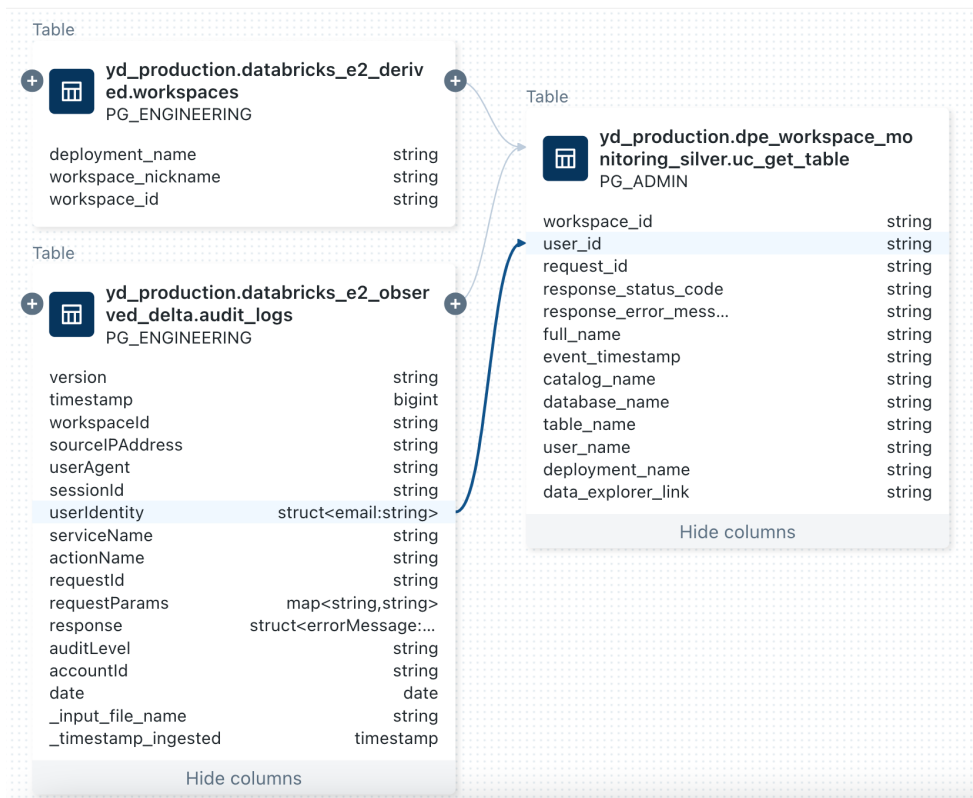 Table
yd_production.databricks_e2_deriv
ed.workspaces
PG_ENGINEERING
deployment_name string
workspace_nickname string
workspace_id string
Table
yd_production.databricks_e2_obser
ved_delta.audit_logs
PG_ENGINEERING
version string
timestamp bigint
workspaceId string
sourceIPAddress string
userAgent string
sessionId string
userIdentity struct<email:string>
serviceName string
actionName string
requestId string
requestParams map<string,string>
response struct<errorMessage:...
auditLevel string
accountId string
date date
_input_file_name string
_timestamp_ingested timestamp
Hide columns
Table
yd_production.dpe_workspace_mo
nitoring_silver.uc_get_table
PG_ADMIN
workspace_id string
user_id string
request_id string
response_status_code string
response_error_mess... string
full_name string
event_timestamp string
catalog_name string
database_name string
table_name string
user_name string
deployment_name string
data_explorer_link string
Hide columns